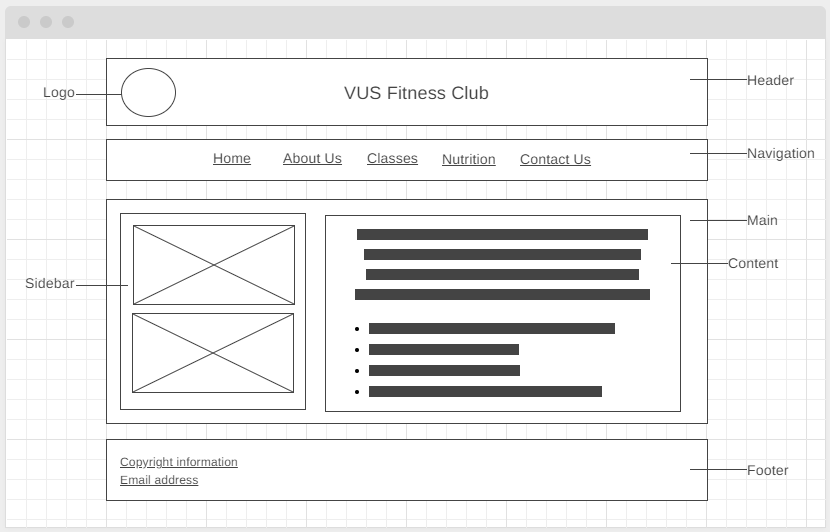 Logo
VUS Fitness Club
Header
Home About Us Classes Nutrition Contact Us
Navigation
Main
Content
Sidebar
Copyright information
Email address
Footer